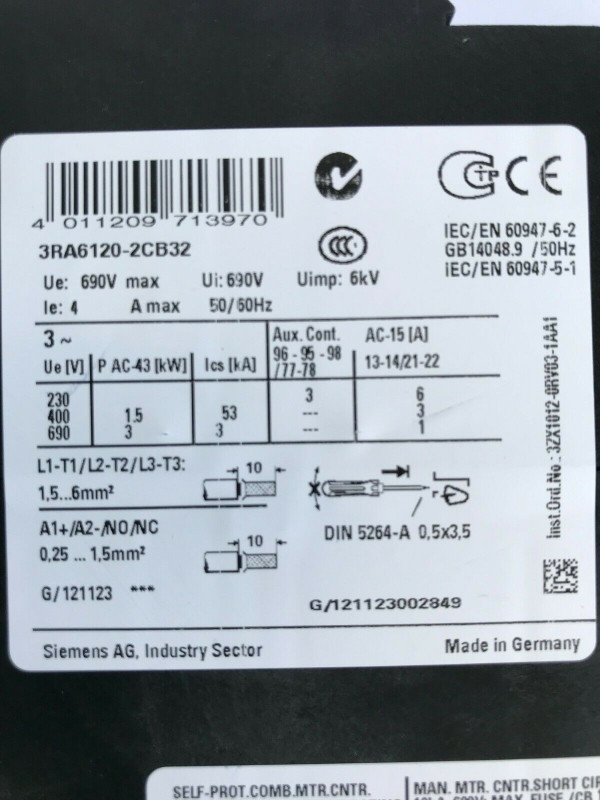 4 011209 713970
3RA6120-2CB32
Ue: 690V max Ui: 690V Uimp: 6kV
Ie: 4 A max 50/60Hz
CTP CE
IEC/EN 60947-6-2
GB14048.9 /50Hz
IEC/EN 60947-5-1
3 ~
Ue [V] P AC-43 [kW] Ics [kA] Aux. Cont. 96 - 95 - 98 /77-78 AC-15 [A] 13-14/21-22
230 3 6
400 1.5 53 --- 3
690 3 3 --- 1
L1-T1/L2-T2/L3-T3: 10
1,5...6mm²
A1+/A2-/NO/NC 10
0,25 ... 1,5mm²
DIN 5264-A 0,5x3,5
G/121123 ***
G/121123002849
Inst.Ord.No.: 3ZX1012-0RV03-1AA1
Siemens AG, Industry Sector Made in Germany
SELF-PROT.COMB.MTR.CNTR.
MAN. MTR. CNTR.SHORT